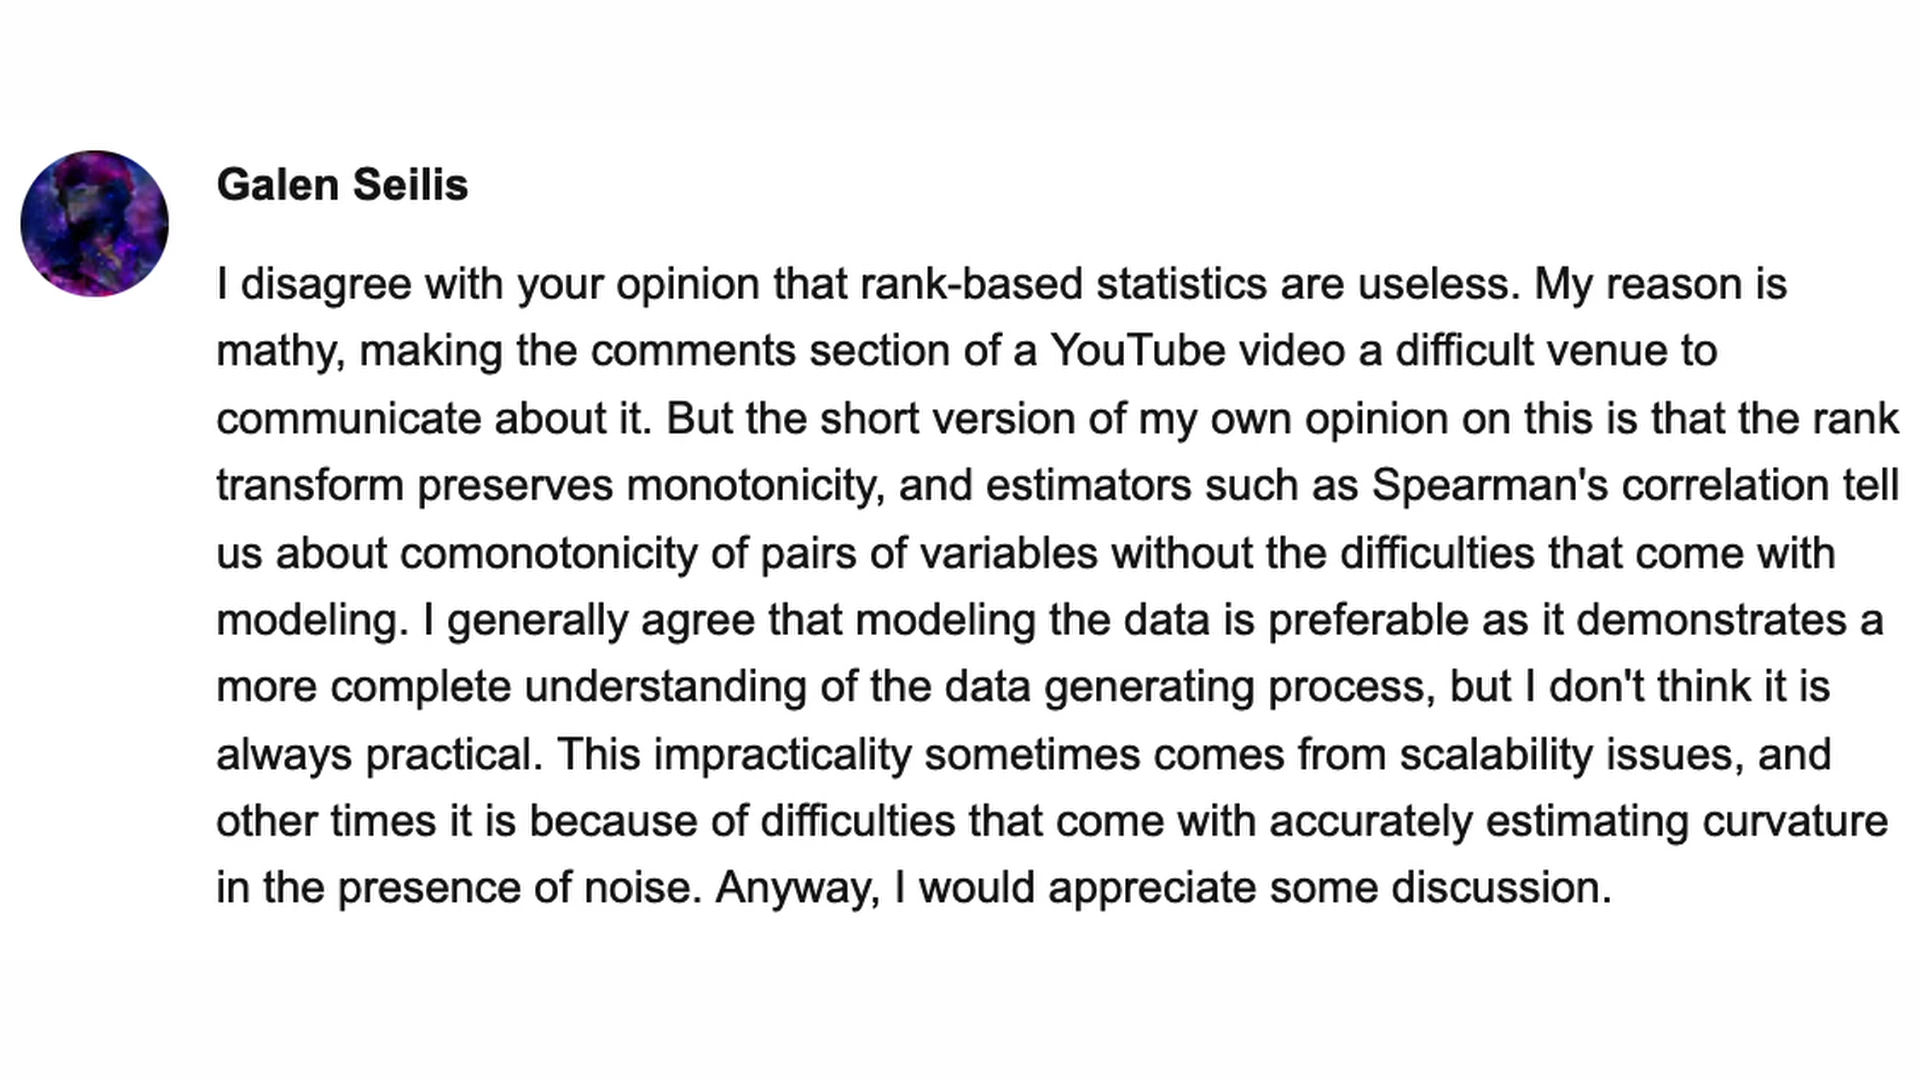 Galen Seilis
I disagree with your opinion that rank-based statistics are useless. My reason is
mathy, making the comments section of a YouTube video a difficult venue to
communicate about it. But the short version of my own opinion on this is that the rank
transform preserves monotonicity, and estimators such as Spearman's correlation tell
us about comonotonicity of pairs of variables without the difficulties that come with
modeling. I generally agree that modeling the data is preferable as it demonstrates a
more complete understanding of the data generating process, but I don't think it is
always practical. This impracticality sometimes comes from scalability issues, and
other times it is because of difficulties that come with accurately estimating curvature
in the presence of noise. Anyway, I would appreciate some discussion.